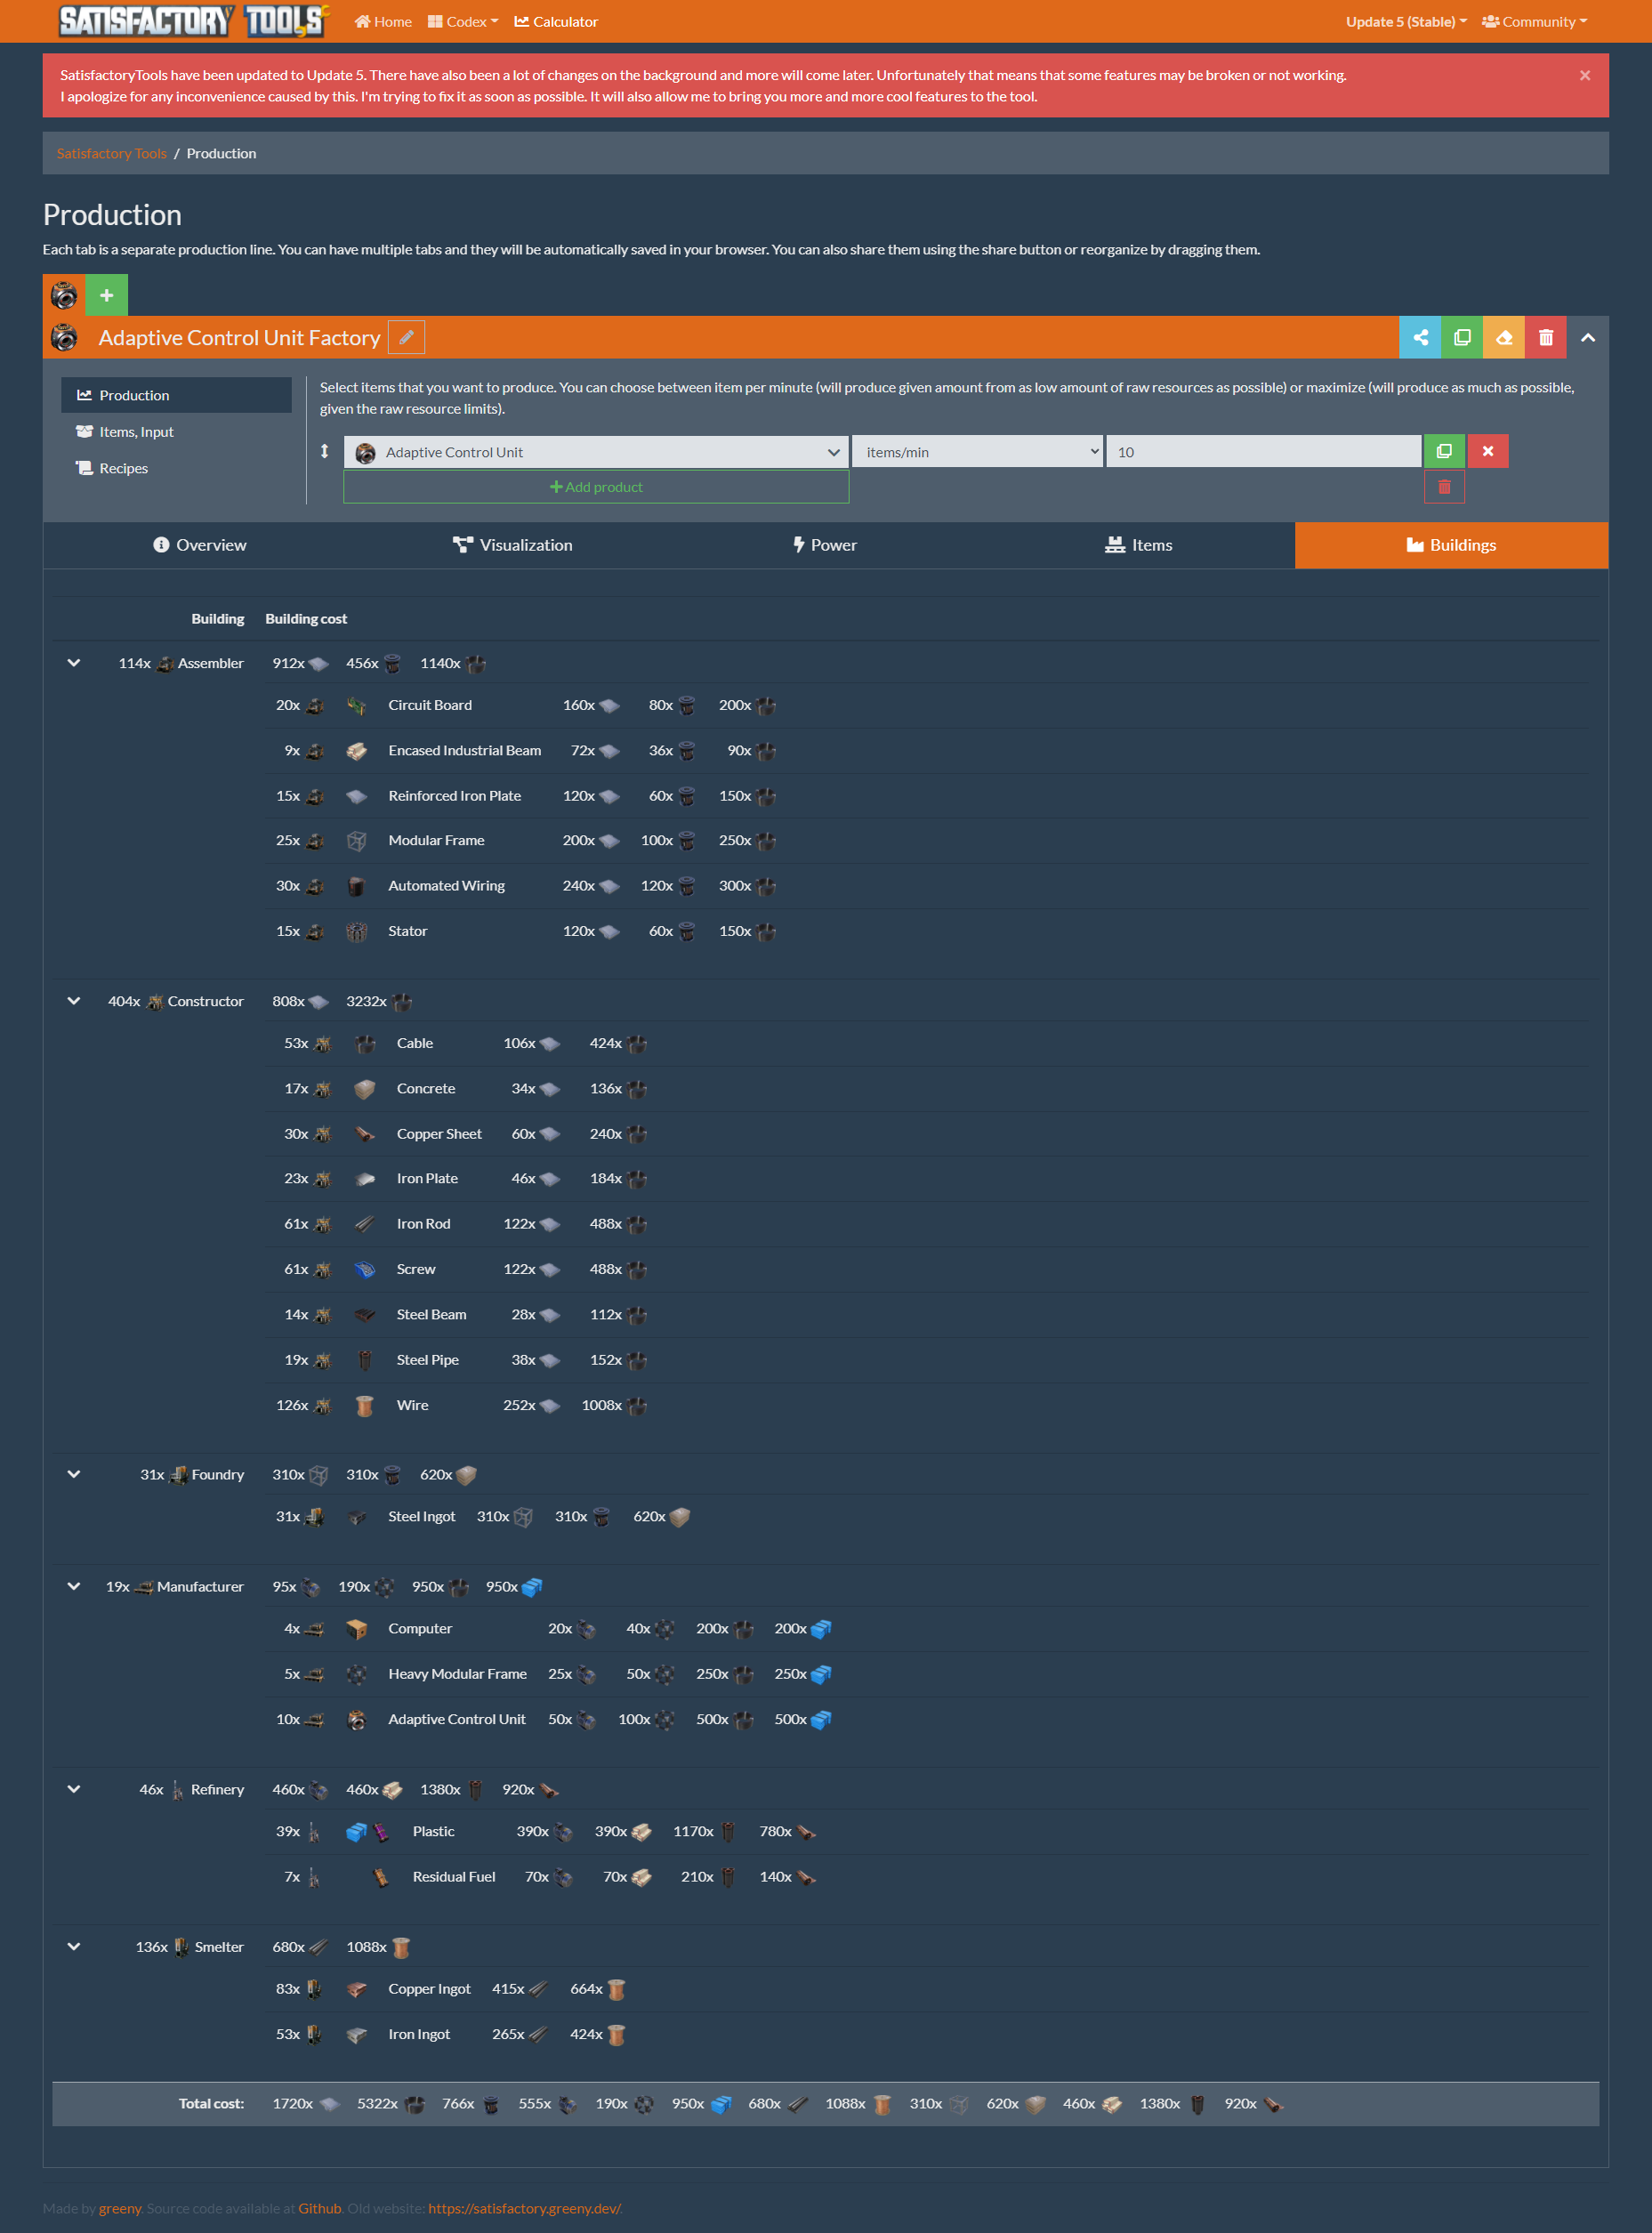 SATISFACTORY TOOLS Home Codex Calculator Update 5 (Stable) Community
SatisfactoryTools have been updated to Update 5. There have also been a lot of changes on the background and more will come later. Unfortunately that means that some features may be broken or not working.
I apologize for any inconvenience caused by this. I'm trying to fix it as soon as possible. It will also allow me to bring you more and more cool features to the tool.
Satisfactory Tools / Production
Production
Each tab is a separate production line. You can have multiple tabs and they will be automatically saved in your browser. You can also share them using the share button or reorganize by dragging them.
Adaptive Control Unit Factory
Production
Items, Input
Recipes
Select items that you want to produce. You can choose between item per minute (will produce given amount from as low amount of raw resources as possible) or maximize (will produce as much as possible,
given the raw resource limits).
Adaptive Control Unit items/min 10
Add product
Overview Visualization Power Items Buildings
Building Building cost
114x Assembler 912x 456x 1140x
20x Circuit Board 160x 80x 200x
9x Encased Industrial Beam 72x 36x 90x
15x Reinforced Iron Plate 120x 60x 150x
25x Modular Frame 200x 100x 250x
30x Automated Wiring 240x 120x 300x
15x Stator 120x 60x 150x
404x Constructor 808x 3232x
53x Cable 106x 424x
17x Concrete 34x 136x
30x Copper Sheet 60x 240x
23x Iron Plate 46x 184x
61x Iron Rod 122x 488x
61x Screw 122x 488x
14x Steel Beam 28x 112x
19x Steel Pipe 38x 152x
126x Wire 252x 1008x
31x Foundry 310x 310x 620x
31x Steel Ingot 310x 310x 620x
19x Manufacturer 95x 190x 950x 950x
4x Computer 20x 40x 200x 200x
5x Heavy Modular Frame 25x 50x 250x 250x
10x Adaptive Control Unit 50x 100x 500x 500x
46x Refinery 460x 460x 1380x 920x
39x Plastic 390x 390x 1170x 780x
7x Residual Fuel 70x 70x 210x 140x
136x Smelter 680x 1088x
83x Copper Ingot 415x 664x
53x Iron Ingot 265x 424x
Total cost: 1720x 5322x 766x 555x 190x 950x 680x 1088x 310x 620x 460x 1380x 920x
Made by greeny. Source code available at Github. Old website: https://satisfactory.greeny.dev/.